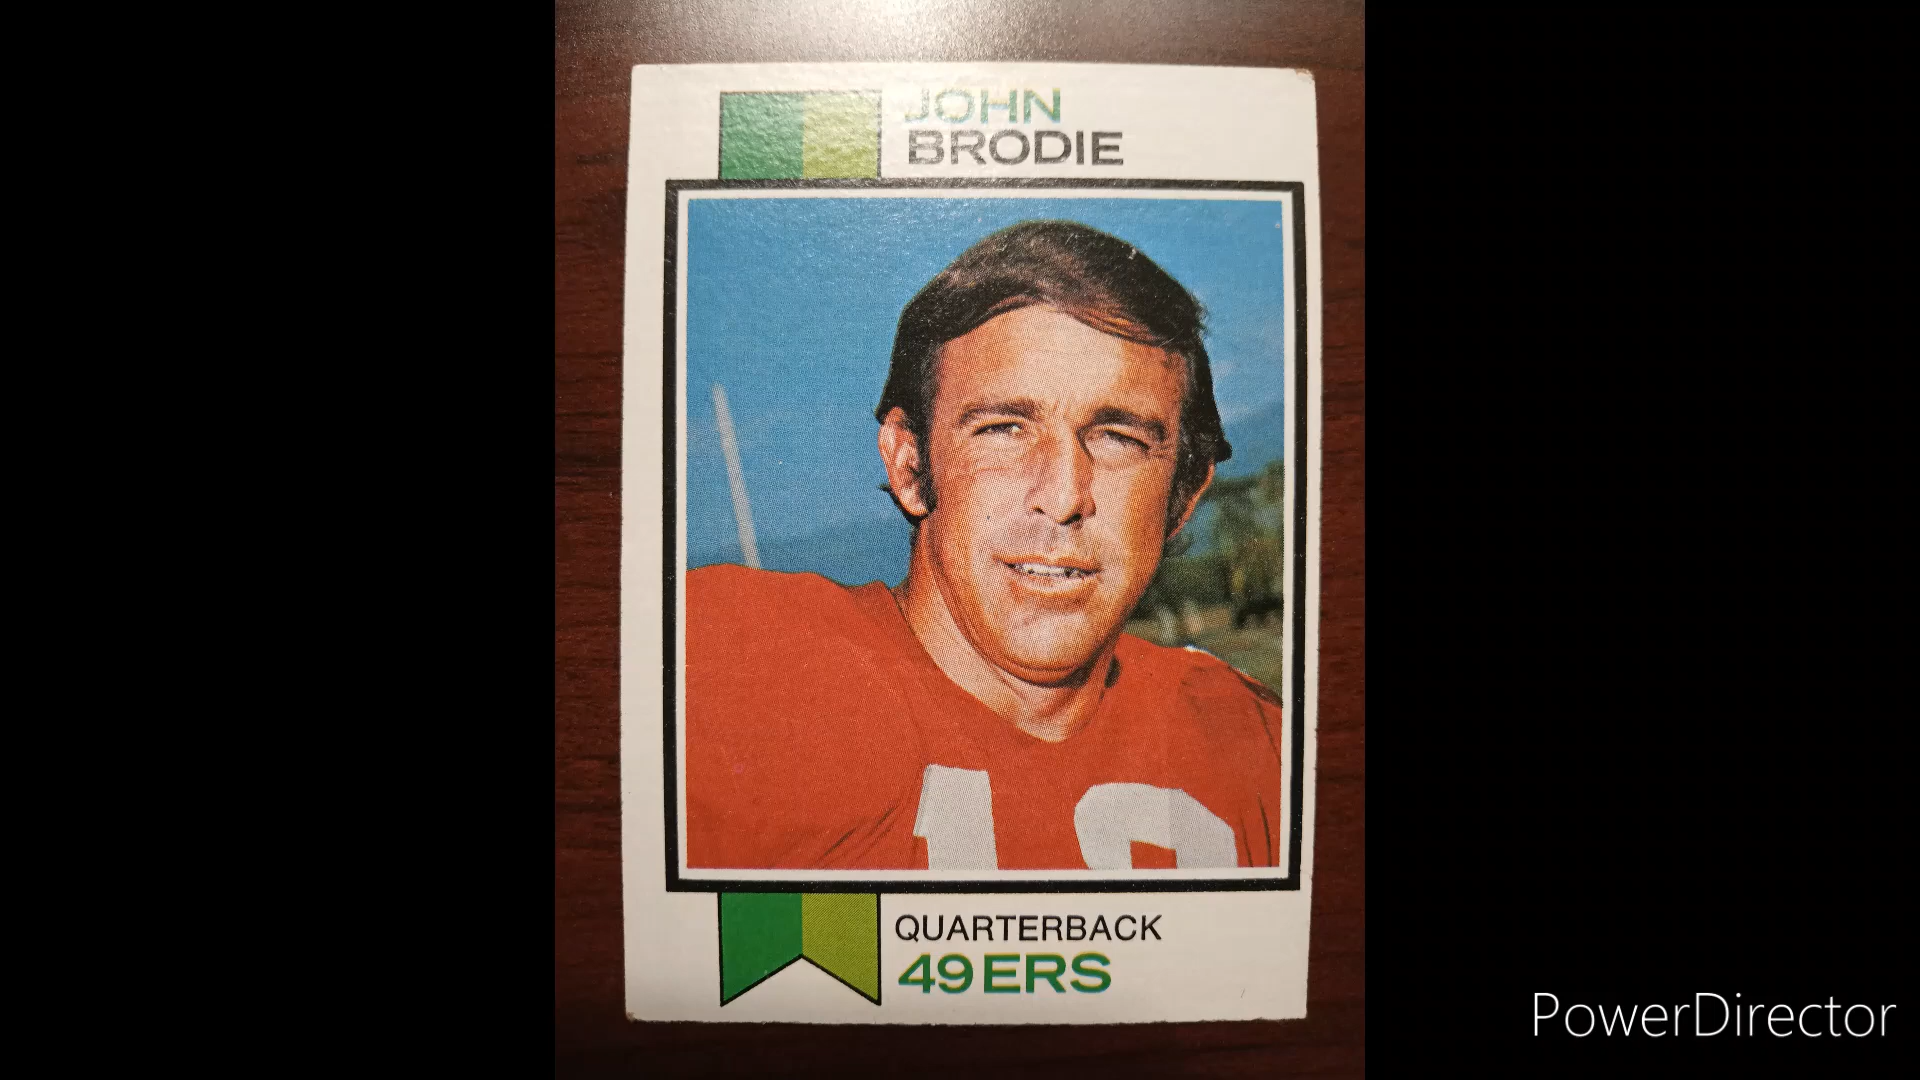 JOHN
BRODIE
QUARTERBACK
49ERS
PowerDirector